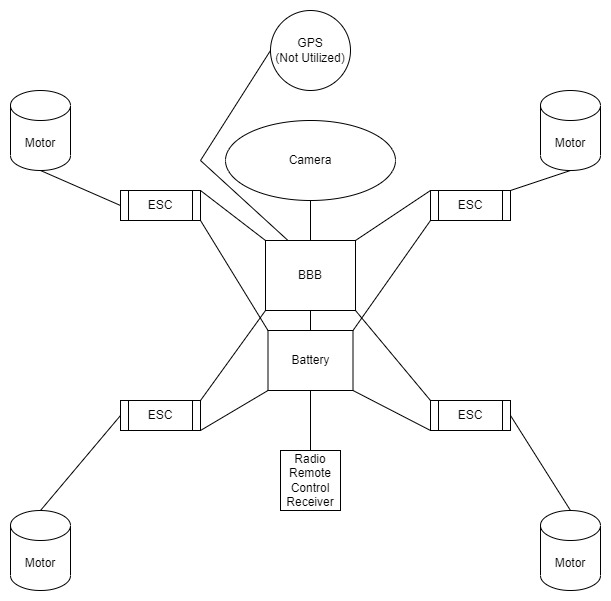 GPS
(Not Utilized)
Motor
Motor
Camera
ESC
ESC
BBB
Battery
ESC
ESC
Radio
Remote
Control
Receiver
Motor
Motor